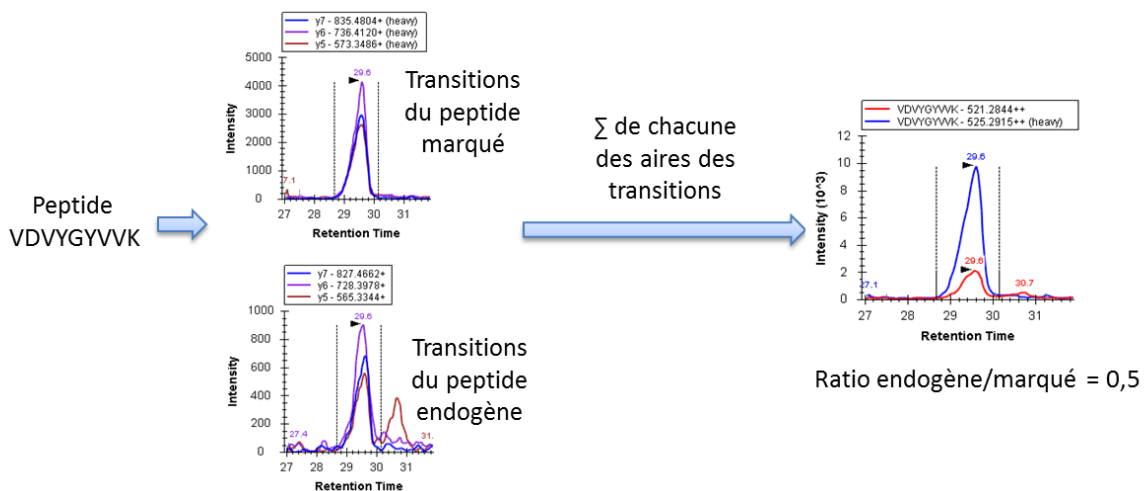 Peptide
VDVYGYVVK
y7 - 835.4804+ (heavy)
y6 - 736.4120+ (heavy)
y5 - 573.3486+ (heavy)
5000
4000
3000
2000
1000
0
Intensity
29.6
7.1
27 28 29 30 31
Retention Time
Transitions
du peptide
marqué
y7 - 827.4662+
y6 - 728.3978+
y5 - 565.3344+
1000
800
600
400
200
0
Intensity
29.6
27.4
31.
27 28 29 30 31
Retention Time
Transitions
du peptide
endogène
∑ de chacune
des aires des
transitions
VDVYGYVVK - 521.2844++
VDVYGYVVK - 525.2915++ (heavy)
12
10
8
6
4
2
0
Intensity (10^3)
29.6
29.6
27.1
30.7
27 28 29 30 31
Retention Time
Ratio endogène/marqué = 0,5